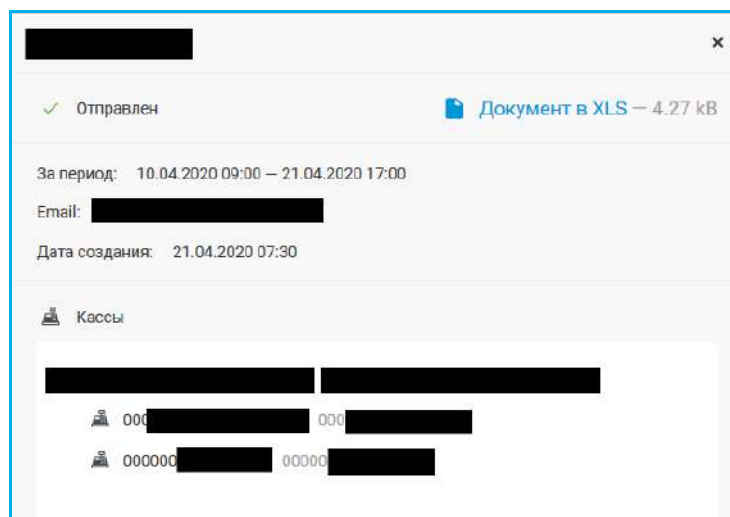 Отправлен Документ в XLS — 4.27 kB
За период: 10.04.2020 09:00 — 21.04.2020 17:00
Email:
Дата создания: 21.04.2020 07:30
Кассы
000 000
000000 00000